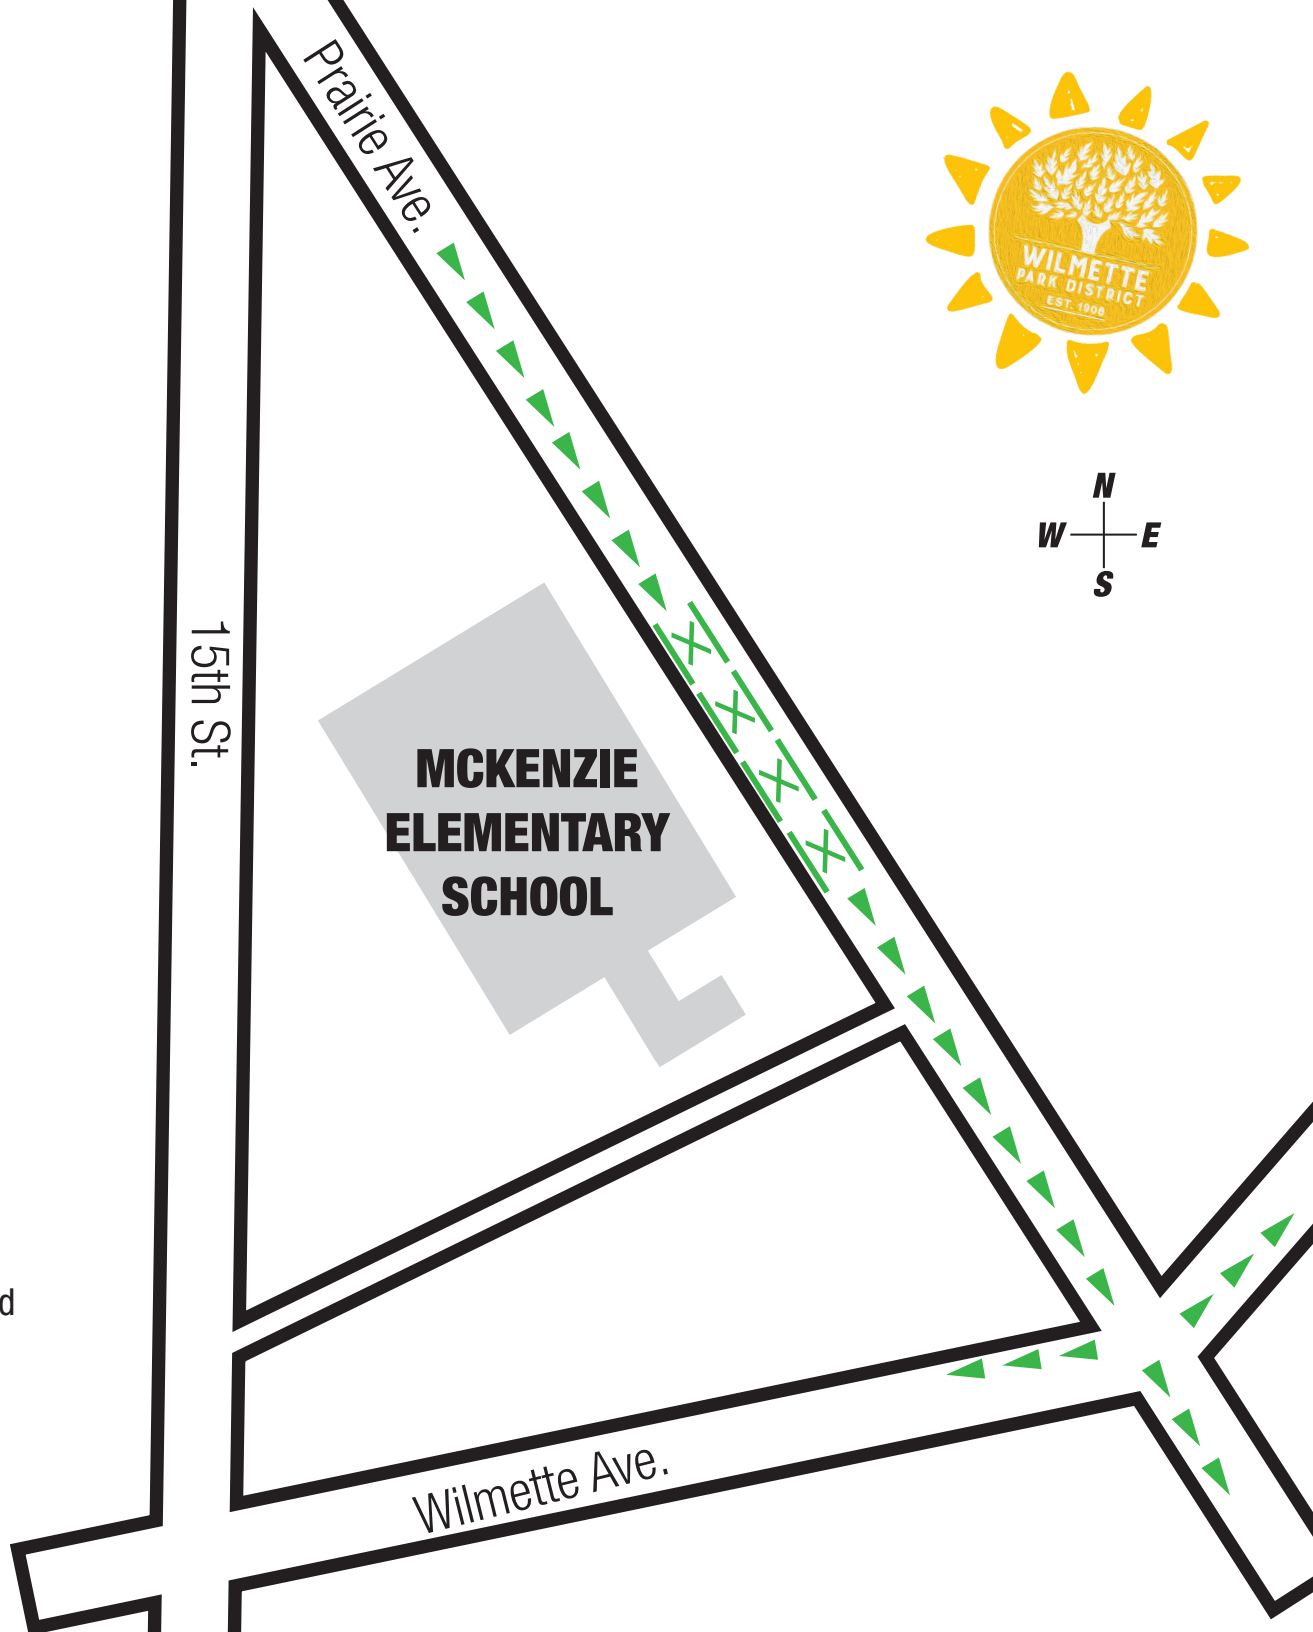 Prairie Ave.
WILMETTE
PARK DISTRICT
EST. 1908
N
W E
S
15th St.
X
X
X
X
MCKENZIE
ELEMENTARY
SCHOOL
d
Wilmette Ave.